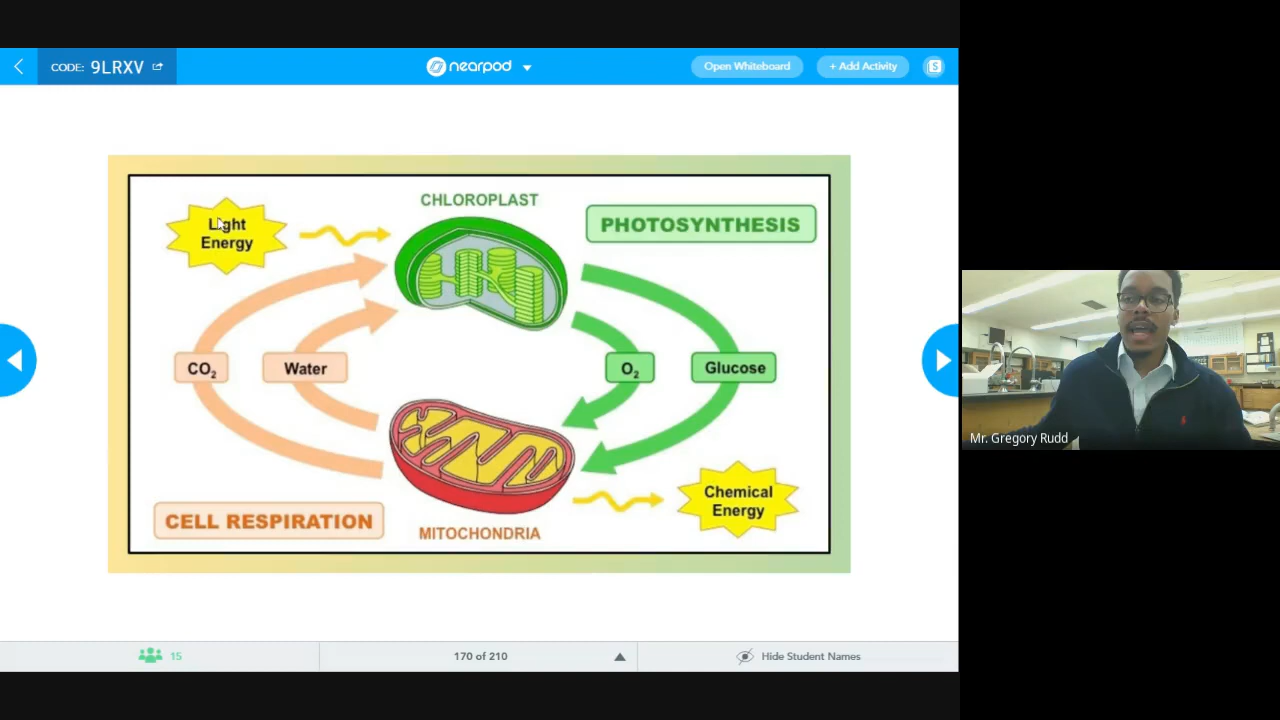 CODE: 9LRXV
nearpod
Open Whiteboard
+ Add Activity
S
CHLOROPLAST
PHOTOSYNTHESIS
Light
Energy
CO₂
Water
O₂
Glucose
Chemical
Energy
CELL RESPIRATION
MITOCHONDRIA
Mr. Gregory Rudd
15
170 of 210
Hide Student Names